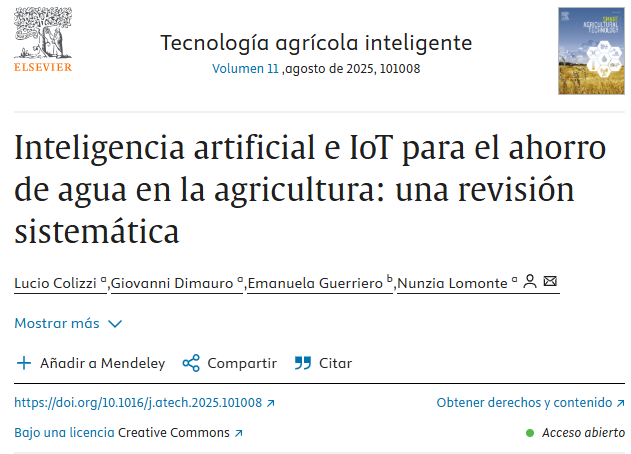 ELSEVIER
Tecnología agrícola inteligente
Volumen 11 ,agosto de 2025, 101008
SMART
AGRICULTURAL
TECHNOLOGY
Inteligencia artificial e IoT para el ahorro
de agua en la agricultura: una revisión
sistemática
Lucio Colizzi a,Giovanni Dimauro a,Emanuela Guerriero b,Nunzia Lomonte a
Mostrar más
Añadir a Mendeley Compartir Citar
https://doi.org/10.1016/j.atech.2025.101008
Obtener derechos y contenido
Bajo una licencia Creative Commons
Acceso abierto